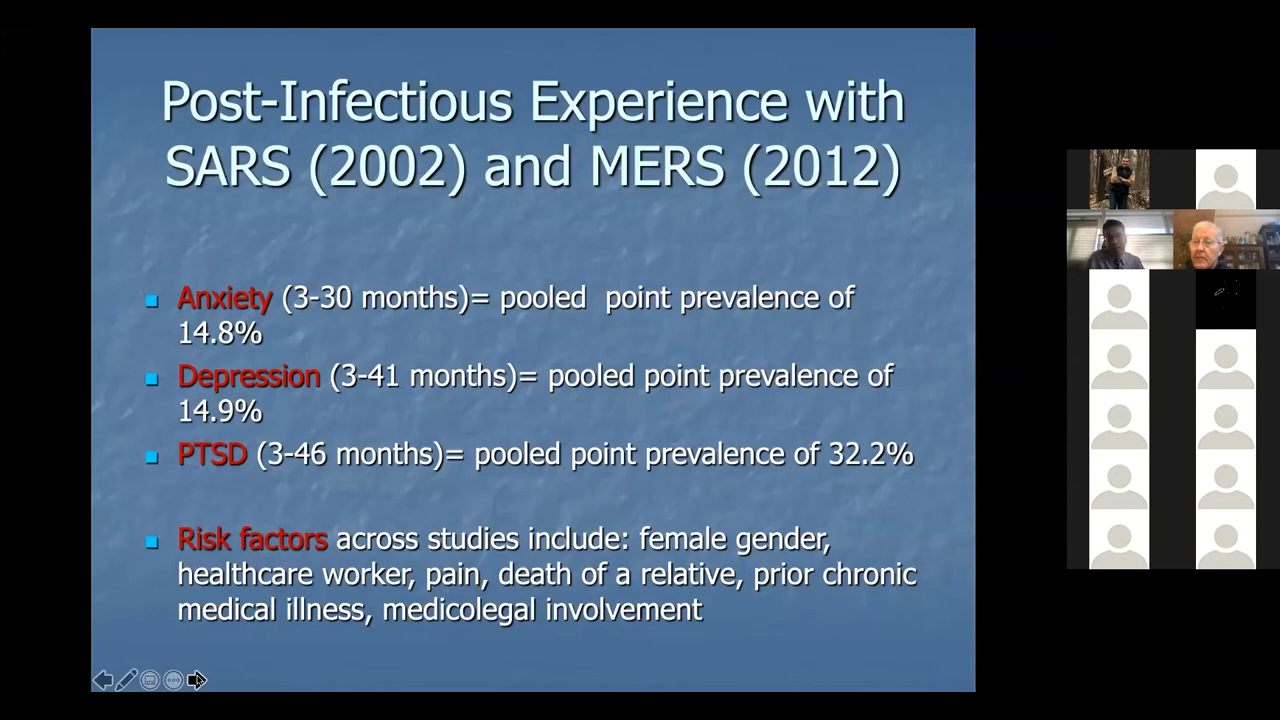 Post-Infectious Experience with
SARS (2002) and MERS (2012)
Anxiety (3-30 months)= pooled  point prevalence of
14.8%
Depression (3-41 months)= pooled point prevalence of
14.9%
PTSD (3-46 months)= pooled point prevalence of 32.2%
Risk factors across studies include: female gender,
healthcare worker, pain, death of a relative, prior chronic
medical illness, medicolegal involvement